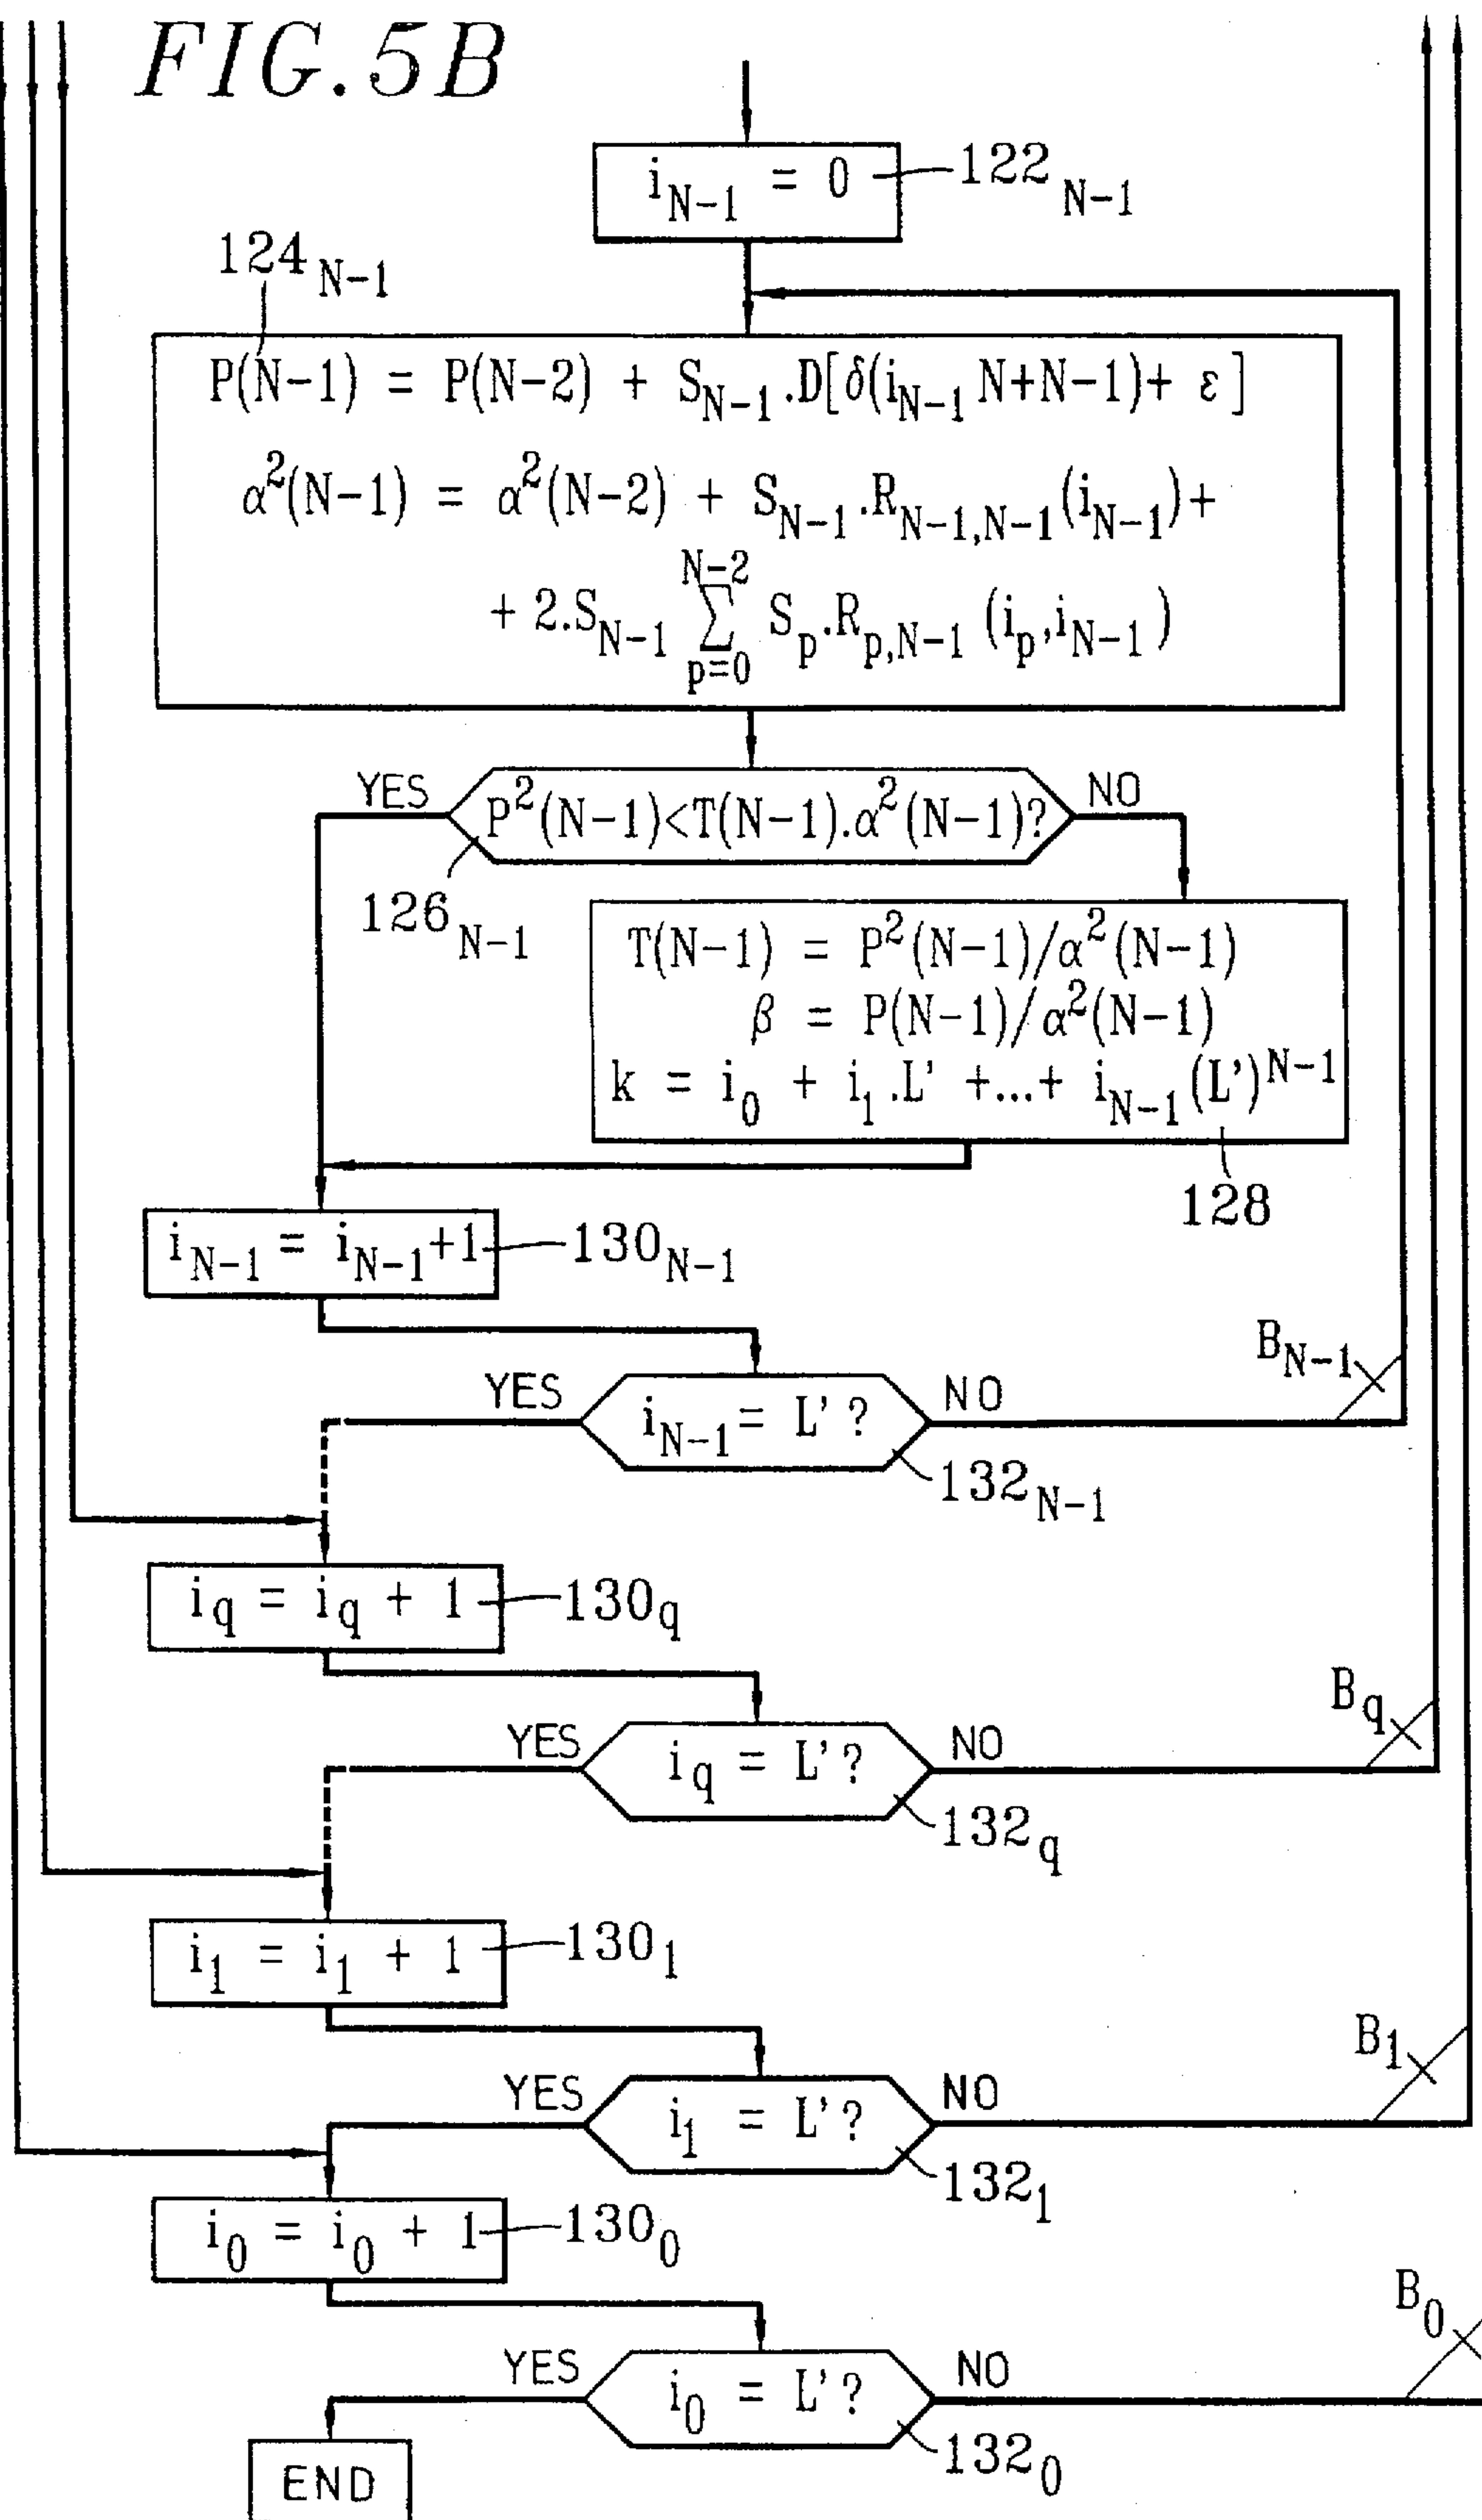 FIG.5B
i_{N-1} = 0
122_{N-1}
124_{N-1}
P(N-1) = P(N-2) + S_{N-1}.D[δ(i_{N-1} N+N-1)+ ε]
α²(N-1) = α²(N-2) + S_{N-1}.R_{N-1,N-1}(i_{N-1})+
+ 2.S_{N-1} ∑_{p=0}^{N-2} S_p.R_{p,N-1}(i_p,i_{N-1})
YES
P²(N-1)<T(N-1).α²(N-1)?
NO
126_{N-1}
T(N-1) = P²(N-1)/α²(N-1)
β = P(N-1)/α²(N-1)
k = i_0 + i_1.L' +...+ i_{N-1}(L')^{N-1}
128
i_{N-1} = i_{N-1}+1
130_{N-1}
B_{N-1}
YES
i_{N-1} = L'?
NO
132_{N-1}
i_q = i_q + 1
130_q
B_q
YES
i_q = L'?
NO
132_q
i_1 = i_1 + 1
130_1
B_1
YES
i_1 = L'?
NO
132_1
i_0 = i_0 + 1
130_0
B_0
YES
i_0 = L'?
NO
132_0
END